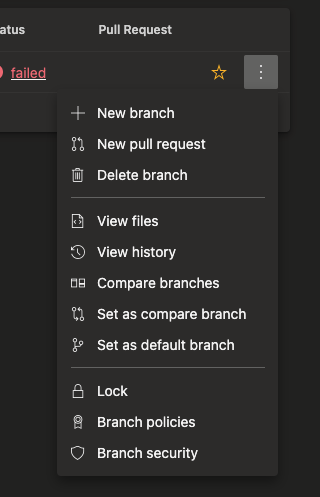 atus Pull Request
failed
New branch
New pull request
Delete branch
View files
View history
Compare branches
Set as compare branch
Set as default branch
Lock
Branch policies
Branch security